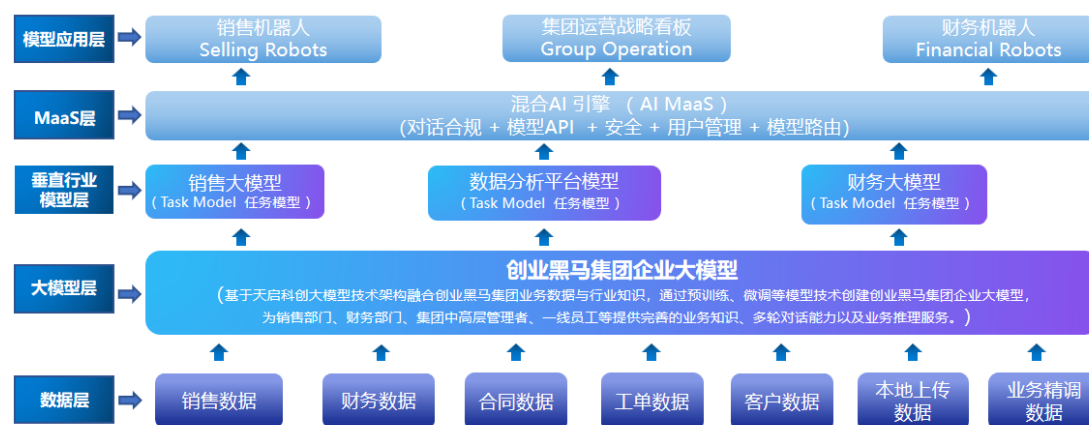 模型应用层
销售机器人
Selling Robots
集团运营战略看板
Group Operation
财务机器人
Financial Robots
MaaS层
混合AI 引擎 （ AI MaaS ）
(对话合规 + 模型API + 安全 + 用户管理 + 模型路由)
垂直行业
模型层
销售大模型
（Task Model 任务模型）
数据分析平台模型
（Task Model 任务模型）
财务大模型
（Task Model 任务模型）
大模型层
创业黑马集团企业大模型
(基于天启科创大模型技术架构融合创业黑马集团业务数据与行业知识，通过预训练、微调等模型技术创建创业黑马集团企业大模型，
为销售部门、财务部门、集团中高层管理者、一线员工等提供完善的业务知识、多轮对话能力以及业务推理服务。)
数据层
销售数据
财务数据
合同数据
工单数据
客户数据
本地上传
数据
业务精调
数据